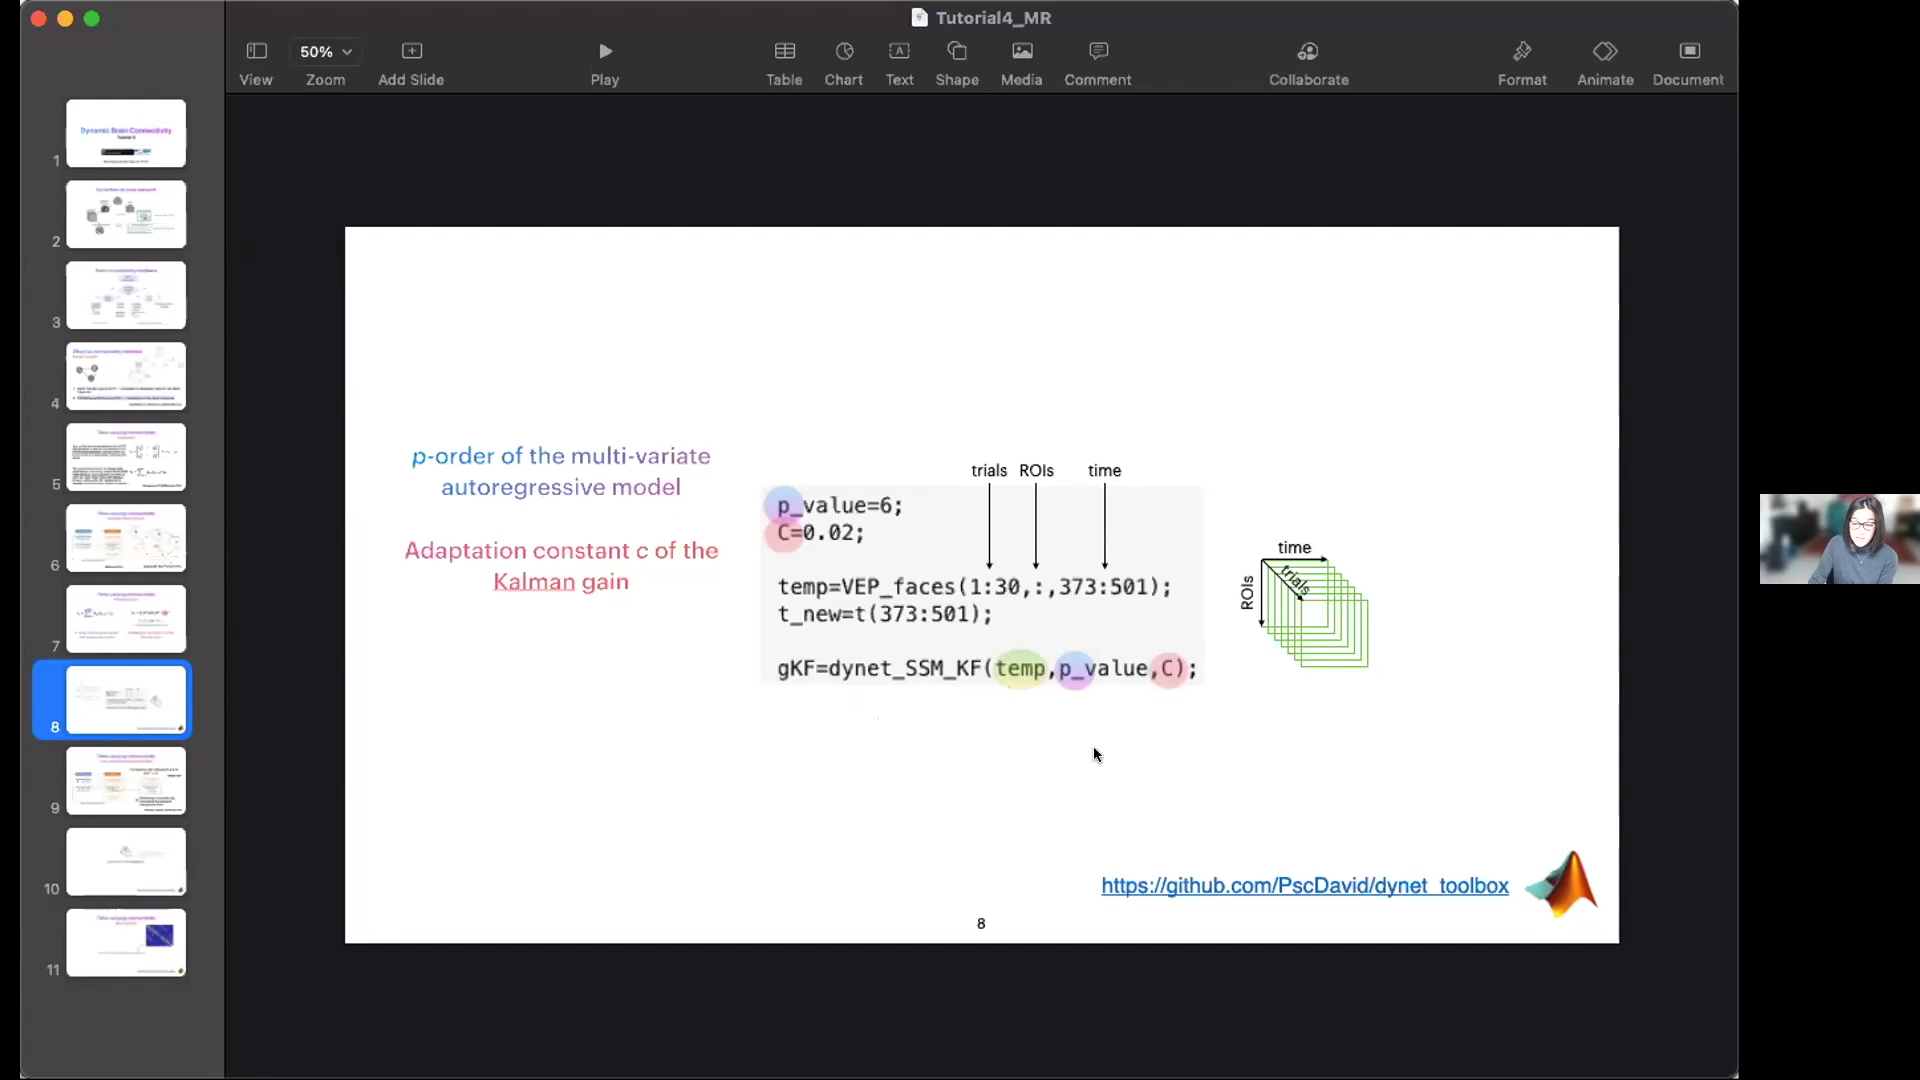 Tutorial4_MR
50%
View
Zoom
Add Slide
Play
Table
Chart
Text
Shape
Media
Comment
Collaborate
Format
Animate
Document
Dynamic Brain Connectivity
1
2
3
4
5
6
7
8
9
10
11
p-order of the multi-variate
autoregressive model
Adaptation constant c of the
Kalman gain
trials ROIs time
p_value=6;
C=0.02;
temp=VEP_faces(1:30,:,373:501);
t_new=t(373:501);
gKF=dynet_SSM_KF(temp,p_value,C);
time
trials
ROIs
https://github.com/PscDavid/dynet_toolbox
8